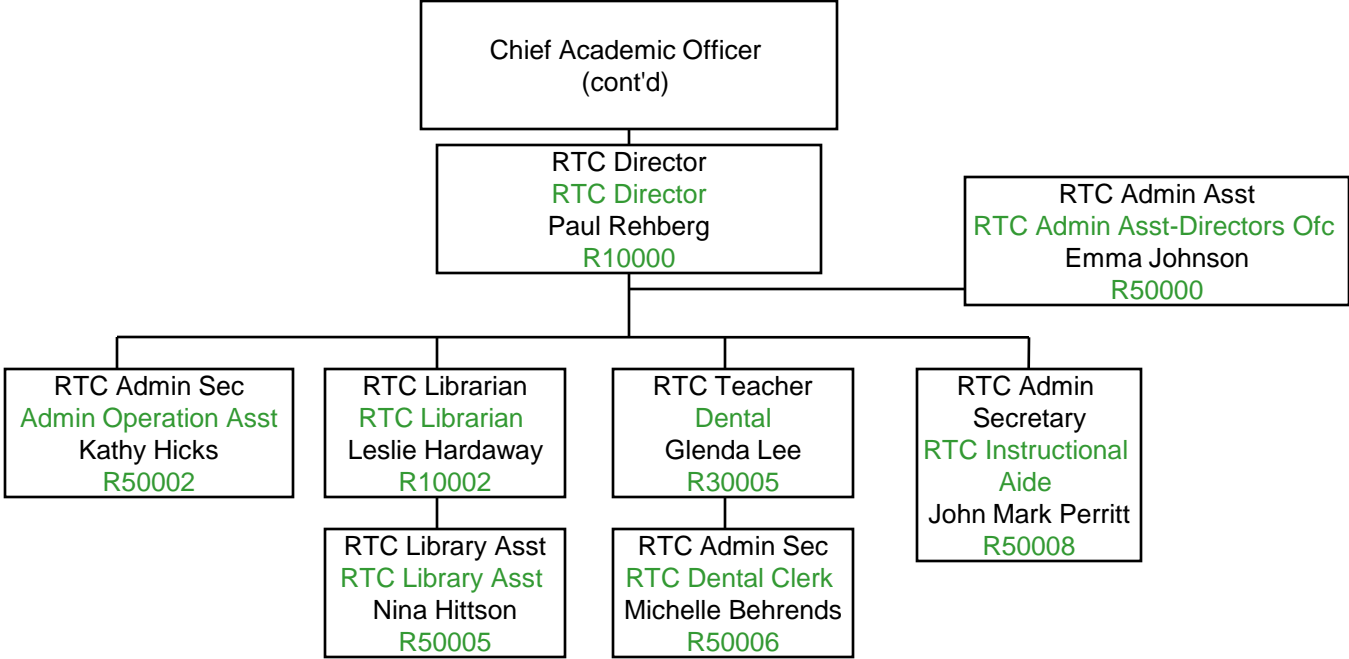 Chief Academic Officer
(cont'd)
RTC Director
RTC Director
Paul Rehberg
R10000
RTC Admin Asst
RTC Admin Asst-Directors Ofc
Emma Johnson
R50000
RTC Admin Sec
Admin Operation Asst
Kathy Hicks
R50002
RTC Librarian
RTC Librarian
Leslie Hardaway
R10002
RTC Teacher
Dental
Glenda Lee
R30005
RTC Admin
Secretary
RTC Instructional
Aide
John Mark Perritt
R50008
RTC Library Asst
RTC Library Asst
Nina Hittson
R50005
RTC Admin Sec
RTC Dental Clerk
Michelle Behrends
R50006